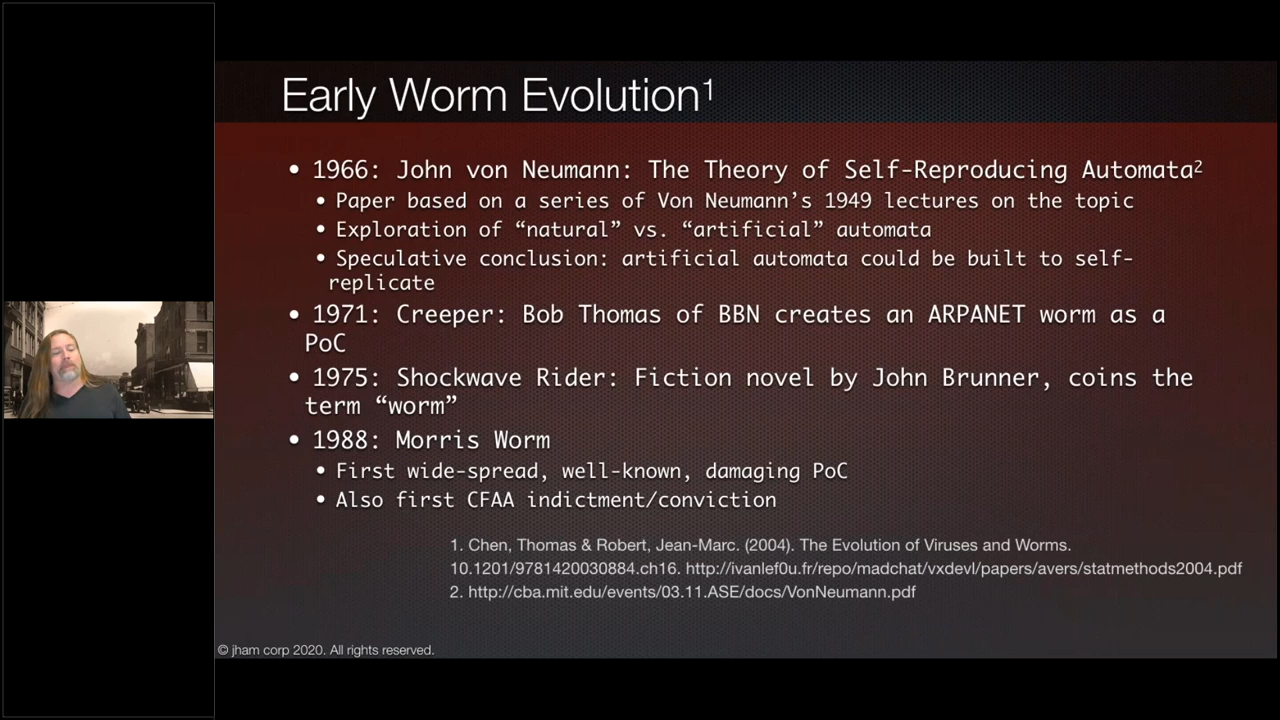 Early Worm Evolution¹
• 1966: John von Neumann: The Theory of Self-Reproducing Automata²
• Paper based on a series of Von Neumann’s 1949 lectures on the topic
• Exploration of “natural” vs. “artificial” automata
• Speculative conclusion: artificial automata could be built to self-
replicate
• 1971: Creeper: Bob Thomas of BBN creates an ARPANET worm as a
PoC
• 1975: Shockwave Rider: Fiction novel by John Brunner, coins the
term “worm”
• 1988: Morris Worm
• First wide-spread, well-known, damaging PoC
• Also first CFAA indictment/conviction
1. Chen, Thomas & Robert, Jean-Marc. (2004). The Evolution of Viruses and Worms.
10.1201/9781420030884.ch16. http://ivanlef0u.fr/repo/madchat/vxdevl/papers/avers/statmethods2004.pdf
2. http://cba.mit.edu/events/03.11.ASE/docs/VonNeumann.pdf
© jham corp 2020. All rights reserved.